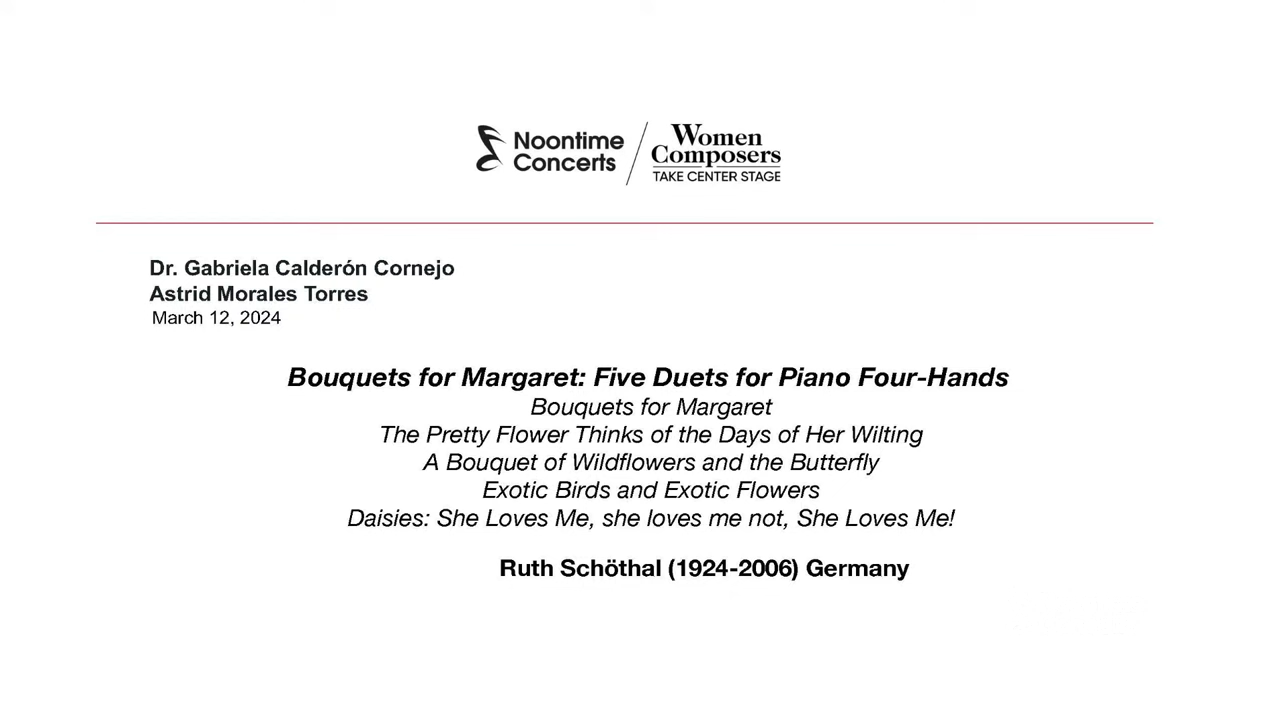 Noontime
Concerts
Women
Composers
TAKE CENTER STAGE
Dr. Gabriela Calderón Cornejo
Astrid Morales Torres
March 12, 2024
Bouquets for Margaret: Five Duets for Piano Four-Hands
Bouquets for Margaret
The Pretty Flower Thinks of the Days of Her Wilting
A Bouquet of Wildflowers and the Butterfly
Exotic Birds and Exotic Flowers
Daisies: She Loves Me, she loves me not, She Loves Me!
Ruth Schöthal (1924-2006) Germany